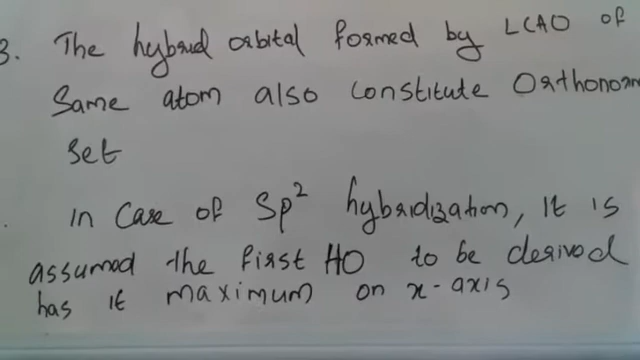 3. The hybrid orbital formed by LCAO of
Same atom also constitute Orthonorm
Set
in case of Sp² hybridization, It is
assumed the first HO to be derived
has it maximum on x-axis